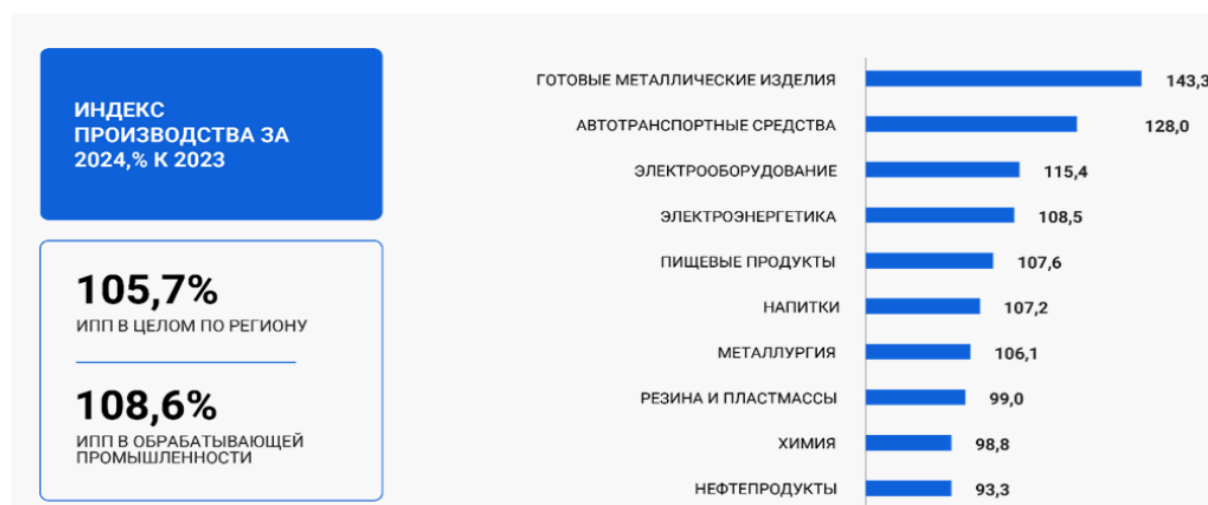 ИНДЕКС
ПРОИЗВОДСТВА ЗА
2024,% К 2023
105,7%
ИПП В ЦЕЛОМ ПО РЕГИОНУ
108,6%
ИПП В ОБРАБАТЫВАЮЩЕЙ
ПРОМЫШЛЕННОСТИ
ГОТОВЫЕ МЕТАЛЛИЧЕСКИЕ ИЗДЕЛИЯ 143,3
АВТОТРАНСПОРТНЫЕ СРЕДСТВА 128,0
ЭЛЕКТРООБОРУДОВАНИЕ 115,4
ЭЛЕКТРОЭНЕРГЕТИКА 108,5
ПИЩЕВЫЕ ПРОДУКТЫ 107,6
НАПИТКИ 107,2
МЕТАЛЛУРГИЯ 106,1
РЕЗИНА И ПЛАСТМАССЫ 99,0
ХИМИЯ 98,8
НЕФТЕПРОДУКТЫ 93,3